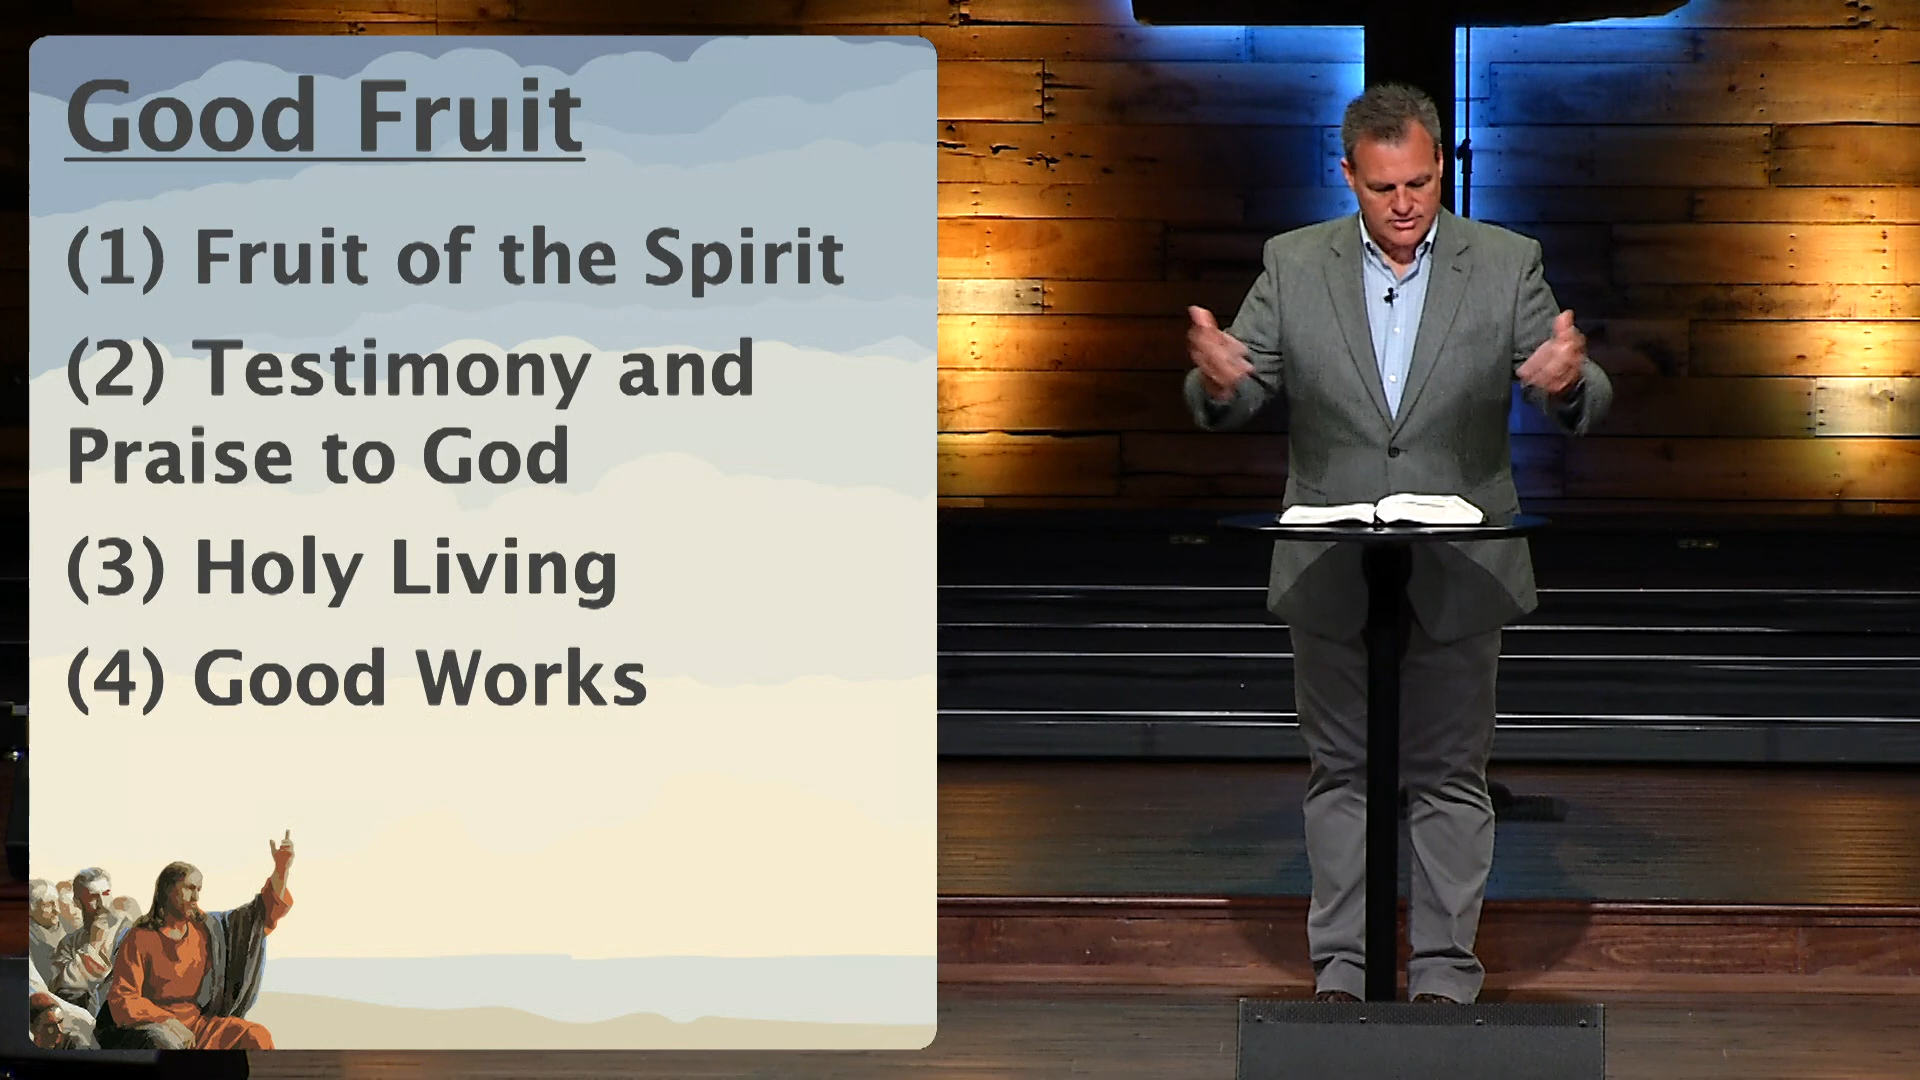 Good Fruit
(1) Fruit of the Spirit
(2) Testimony and
Praise to God
(3) Holy Living
(4) Good Works